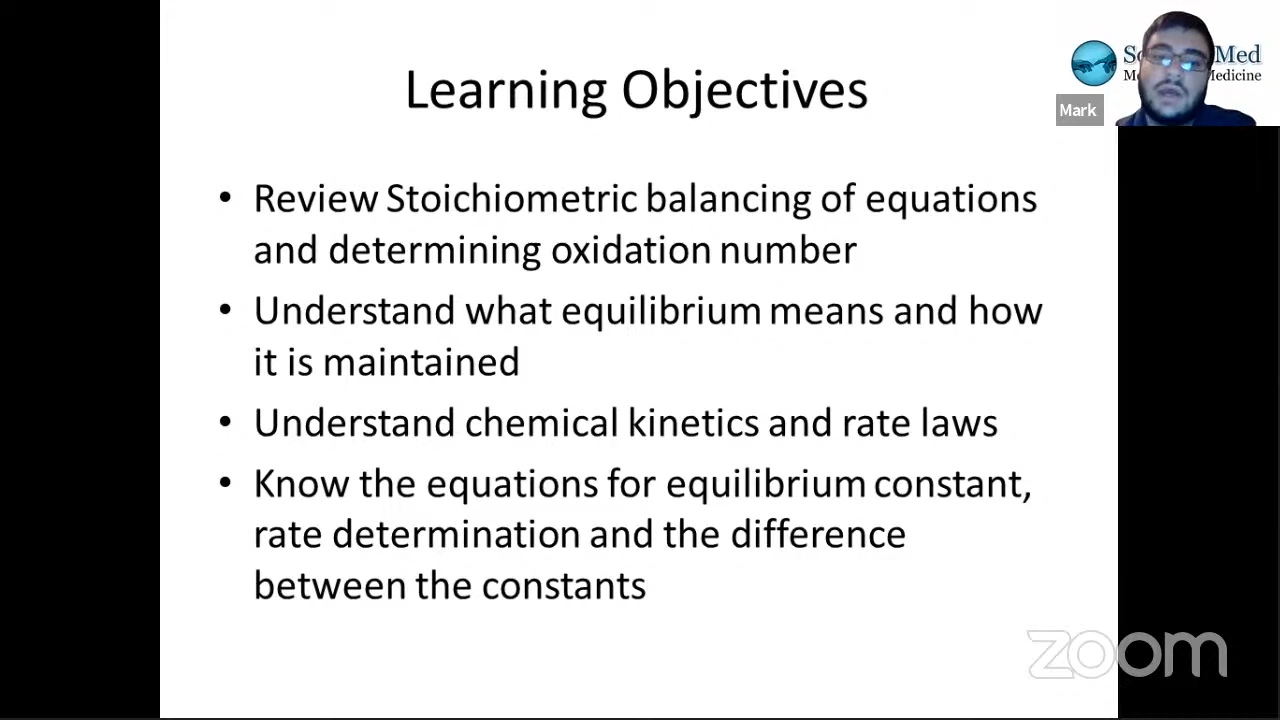 Learning Objectives
Med
Medicine
Mark
• Review Stoichiometric balancing of equations
and determining oxidation number
• Understand what equilibrium means and how
it is maintained
• Understand chemical kinetics and rate laws
• Know the equations for equilibrium constant,
rate determination and the difference
between the constants
zoom